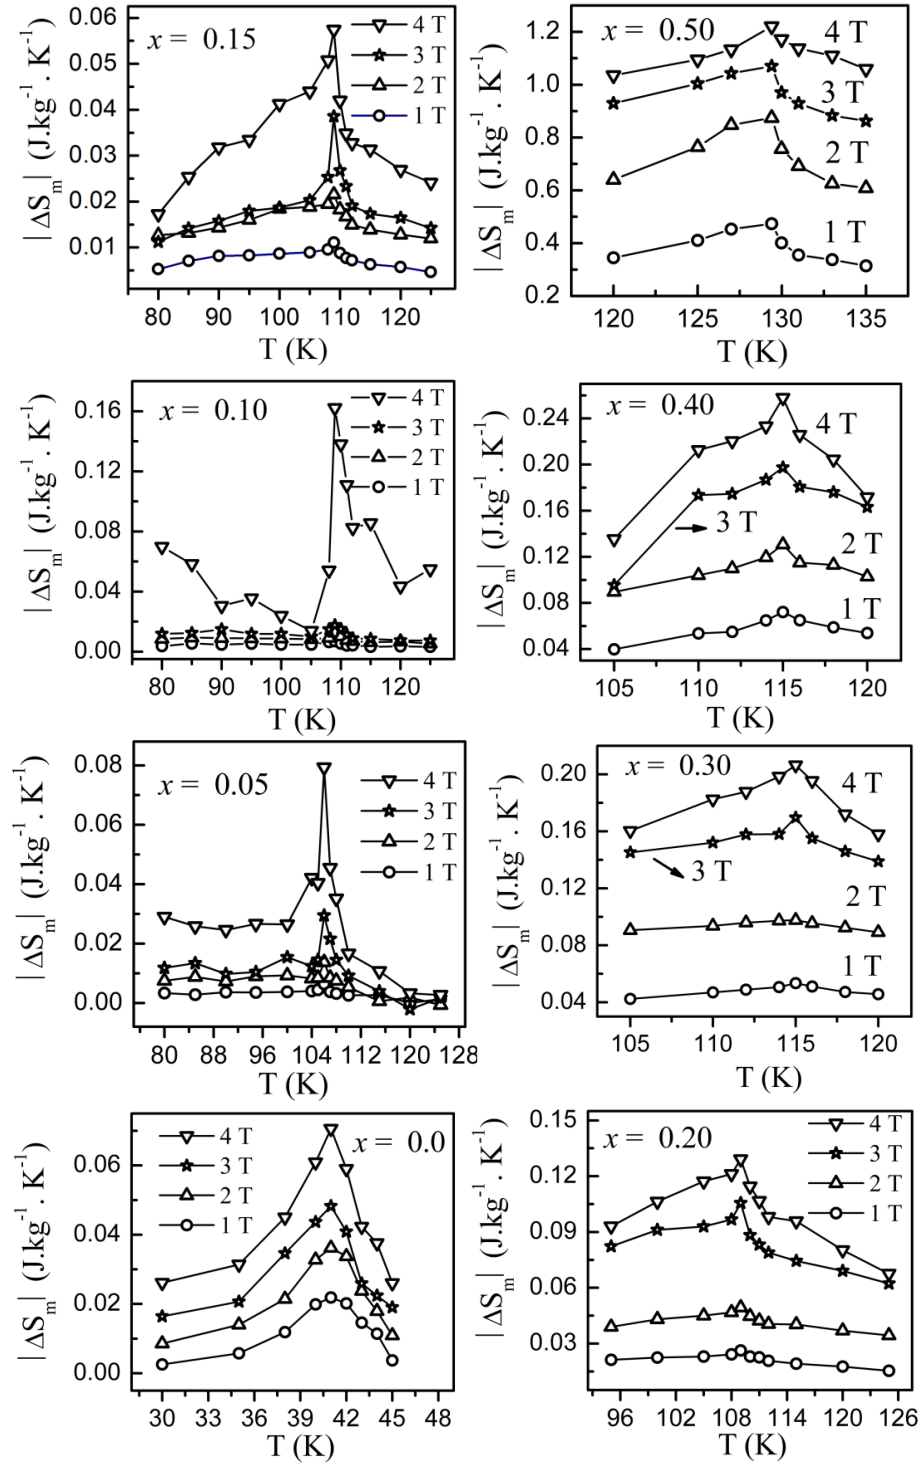 x = 0.15
4 T
3 T
2 T
1 T
0.06
0.05
0.04
0.03
0.02
0.01
|ΔSₘ| (J.kg⁻¹. K⁻¹)
80 90 100 110 120
T (K)
x = 0.50
4 T
3 T
2 T
1 T
1.2
1.0
0.8
0.6
0.4
0.2
|ΔSₘ| (J.kg⁻¹. K⁻¹)
120 125 130 135
T (K)
x = 0.10
4 T
3 T
2 T
1 T
0.16
0.12
0.08
0.04
0.00
|ΔSₘ| (J.kg⁻¹. K⁻¹)
80 90 100 110 120
T (K)
x = 0.40
4 T
3 T
2 T
1 T
0.24
0.20
0.16
0.12
0.08
0.04
|ΔSₘ| (J.kg⁻¹. K⁻¹)
105 110 115 120
T (K)
x = 0.05
4 T
3 T
2 T
1 T
0.08
0.06
0.04
0.02
0.00
|ΔSₘ| (J.kg⁻¹. K⁻¹)
80 88 96 104 112 120 128
T (K)
x = 0.30
4 T
3 T
2 T
1 T
0.20
0.16
0.12
0.08
0.04
|ΔSₘ| (J.kg⁻¹. K⁻¹)
105 110 115 120
T (K)
x = 0.0
4 T
3 T
2 T
1 T
0.06
0.04
0.02
0.00
|ΔSₘ| (J.kg⁻¹. K⁻¹)
30 33 36 39 42 45 48
T (K)
x = 0.20
4 T
3 T
2 T
1 T
0.15
0.12
0.09
0.06
0.03
|ΔSₘ| (J.kg⁻¹. K⁻¹)
96 102 108 114 120 126
T (K)